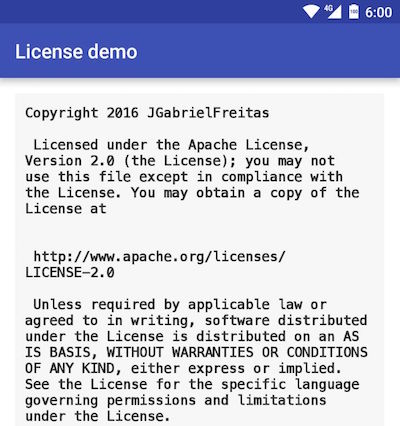 4G 100 6:00
License demo
Copyright 2016 JGabrielFreitas
Licensed under the Apache License,
Version 2.0 (the License); you may not
use this file except in compliance with
the License. You may obtain a copy of the
License at
http://www.apache.org/licenses/
LICENSE-2.0
Unless required by applicable law or
agreed to in writing, software distributed
under the License is distributed on an AS
IS BASIS, WITHOUT WARRANTIES OR CONDITIONS
OF ANY KIND, either express or implied.
See the License for the specific language
governing permissions and limitations
under the License.